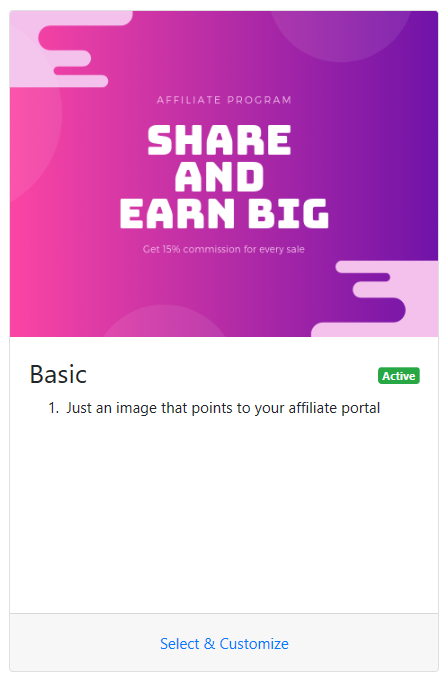 AFFILIATE PROGRAM
SHARE
AND
EARN BIG
Get 15% commission for every sale
Basic
Active
1. Just an image that points to your affiliate portal
Select & Customize